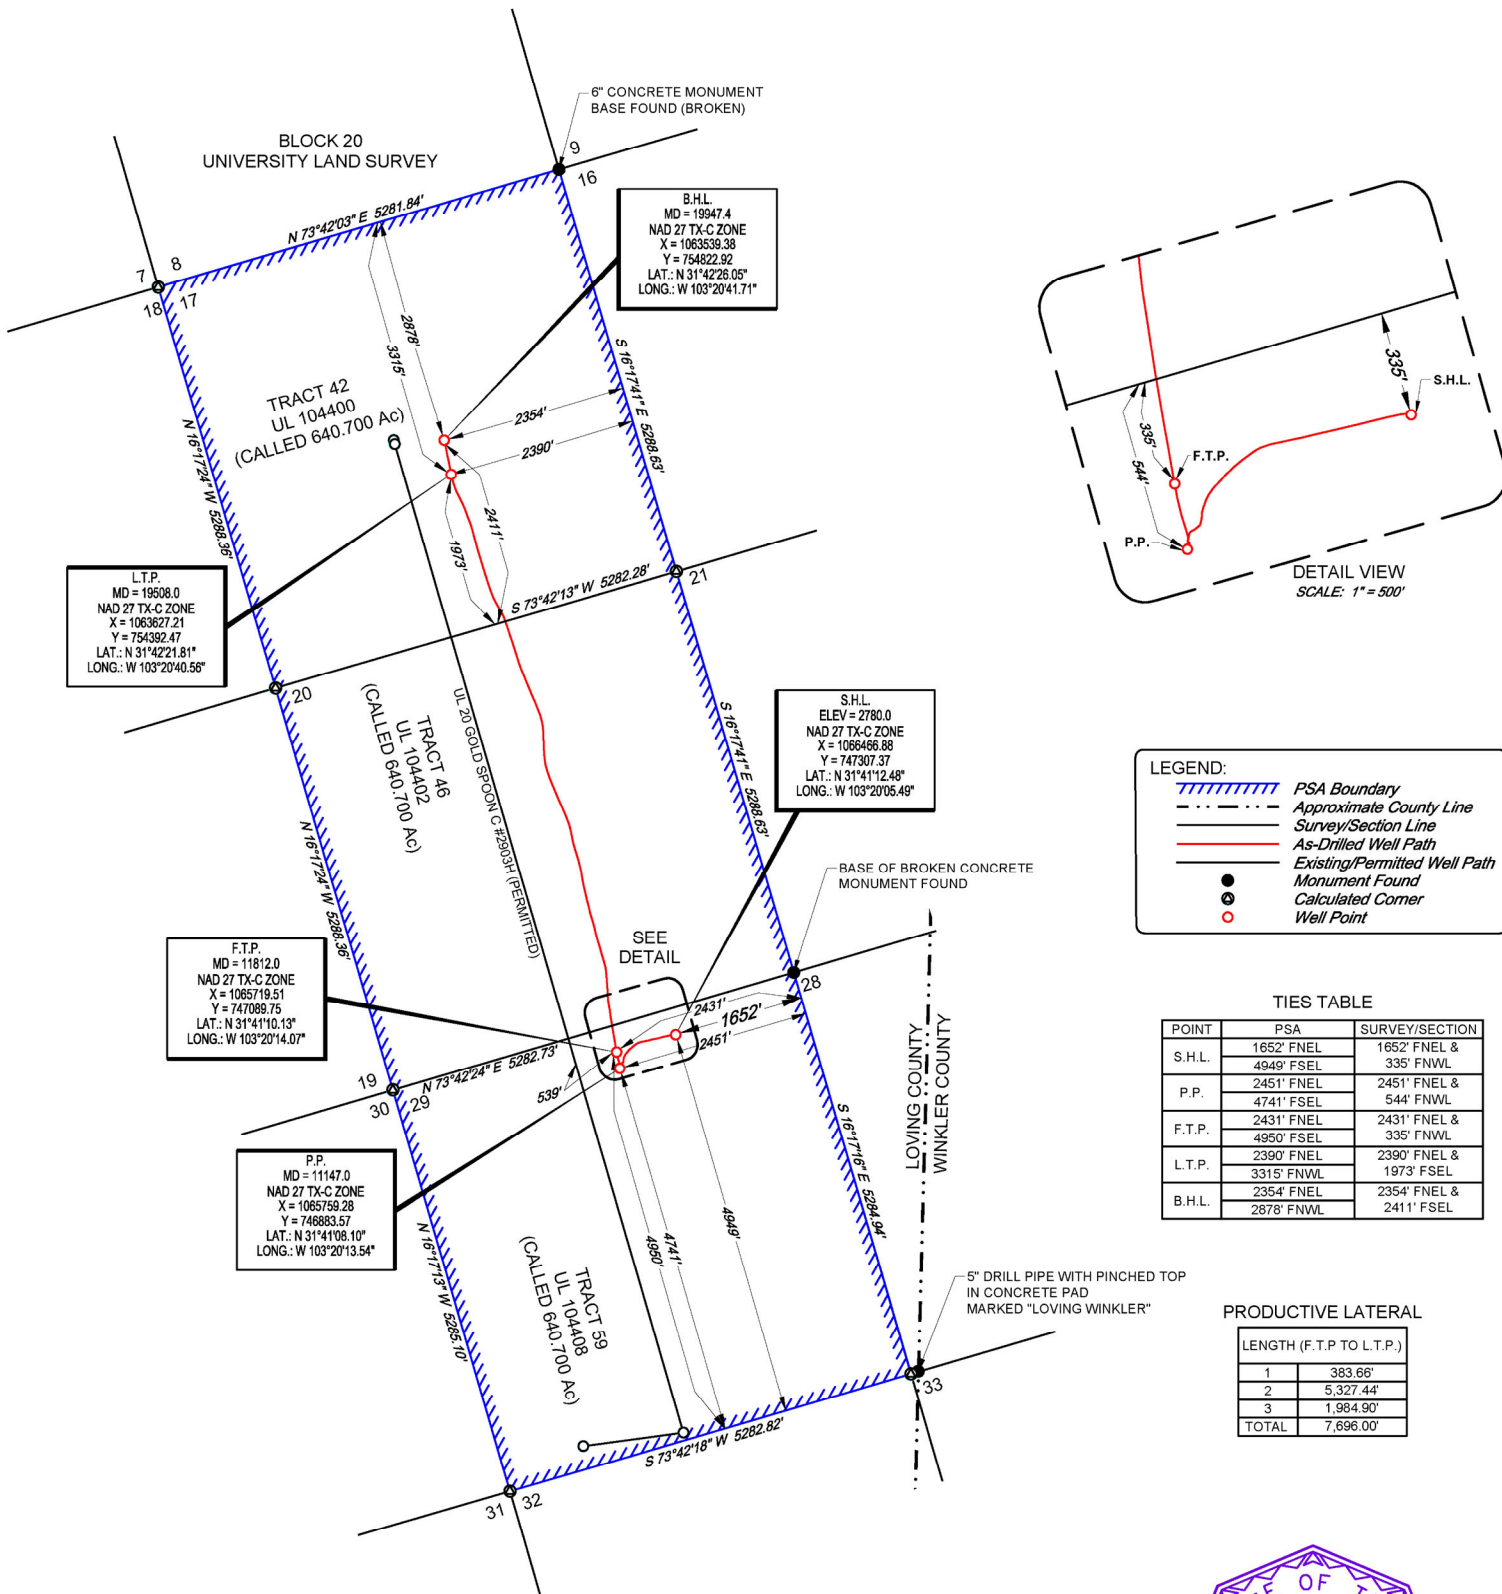 6" CONCRETE MONUMENT
BASE FOUND (BROKEN)
BLOCK 20
UNIVERSITY LAND SURVEY
9
16
N 73°42'03" E 5281.84'
7
8
18
17
B.H.L.
MD = 19947.4
NAD 27 TX-C ZONE
X = 1063539.38
Y = 754822.92
LAT.: N 31°42'26.05"
LONG.: W 103°20'41.71"
2878'
3315'
S 16°17'41" E 5288.63'
TRACT 42
UL 104400
(CALLED 640.700 Ac)
2354'
2390'
N 16°17'24" W 5288.36'
2411'
1973'
335'
S.H.L.
335'
F.T.P.
544'
P.P.
DETAIL VIEW
SCALE: 1" = 500'
L.T.P.
MD = 19508.0
NAD 27 TX-C ZONE
X = 1063627.21
Y = 754392.47
LAT.: N 31°42'21.81"
LONG.: W 103°20'40.56"
S 73°42'13" W 5282.28'
21
20
TRACT 46
UL 104402
(CALLED 640.700 Ac)
UL 20 GOLD SPOON C #2903H (PERMITTED)
S 16°17'41" E 5288.63'
S.H.L.
ELEV = 2780.0
NAD 27 TX-C ZONE
X = 1066466.88
Y = 747307.37
LAT.: N 31°41'12.48"
LONG.: W 103°20'05.49"
LEGEND:
PSA Boundary
Approximate County Line
Survey/Section Line
As-Drilled Well Path
Existing/Permitted Well Path
Monument Found
Calculated Corner
Well Point
N 16°17'24" W 5288.36'
BASE OF BROKEN CONCRETE
MONUMENT FOUND
SEE
DETAIL
F.T.P.
MD = 11812.0
NAD 27 TX-C ZONE
X = 1065719.51
Y = 747089.75
LAT.: N 31°41'10.13"
LONG.: W 103°20'14.07"
28
2431'
1652'
2451'
N 73°42'24" E 5282.73'
539'
19
30
29
LOVING COUNTY
WINKLER COUNTY
TIES TABLE
POINT PSA SURVEY/SECTION
S.H.L. 1652' FNEL 1652' FNEL &
4949' FSEL 335' FNWL
P.P. 2451' FNEL 2451' FNEL &
4741' FSEL 544' FNWL
F.T.P. 2431' FNEL 2431' FNEL &
4950' FSEL 335' FNWL
L.T.P. 2390' FNEL 2390' FNEL &
3315' FNWL 1973' FSEL
B.H.L. 2354' FNEL 2354' FNEL &
2878' FNWL 2411' FSEL
P.P.
MD = 11147.0
NAD 27 TX-C ZONE
X = 1065759.28
Y = 746883.57
LAT.: N 31°41'08.10"
LONG.: W 103°20'13.54"
S 16°17'16" E 5284.94'
4949'
4741'
4950'
N 16°17'13" W 5285.10'
TRACT 59
UL 104408
(CALLED 640.700 Ac)
5" DRILL PIPE WITH PINCHED TOP
IN CONCRETE PAD
MARKED "LOVING WINKLER"
33
S 73°42'18" W 5282.82'
31
32
PRODUCTIVE LATERAL
LENGTH (F.T.P TO L.T.P.)
1 383.66'
2 5,327.44'
3 1,984.90'
TOTAL 7,696.00'
OF